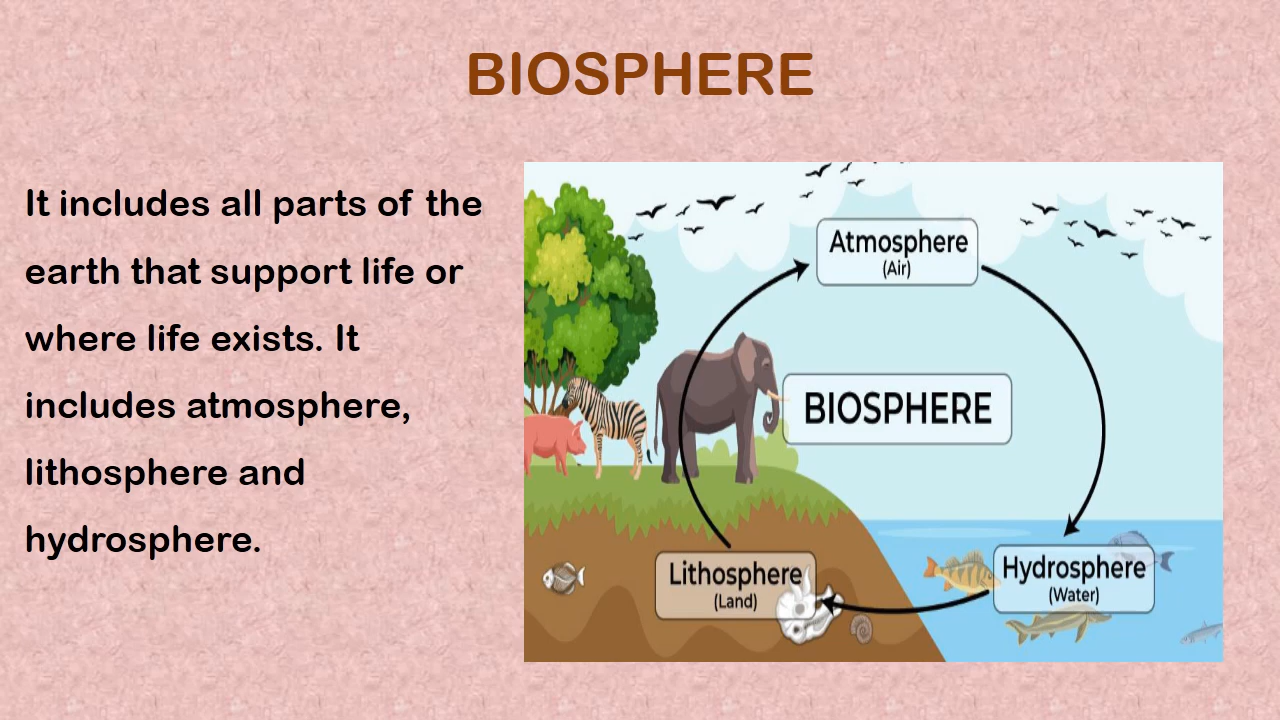 BIOSPHERE
It includes all parts of the
earth that support life or
where life exists. It
includes atmosphere,
lithosphere and
hydrosphere.
Atmosphere
(Air)
BIOSPHERE
Lithosphere
(Land)
Hydrosphere
(Water)